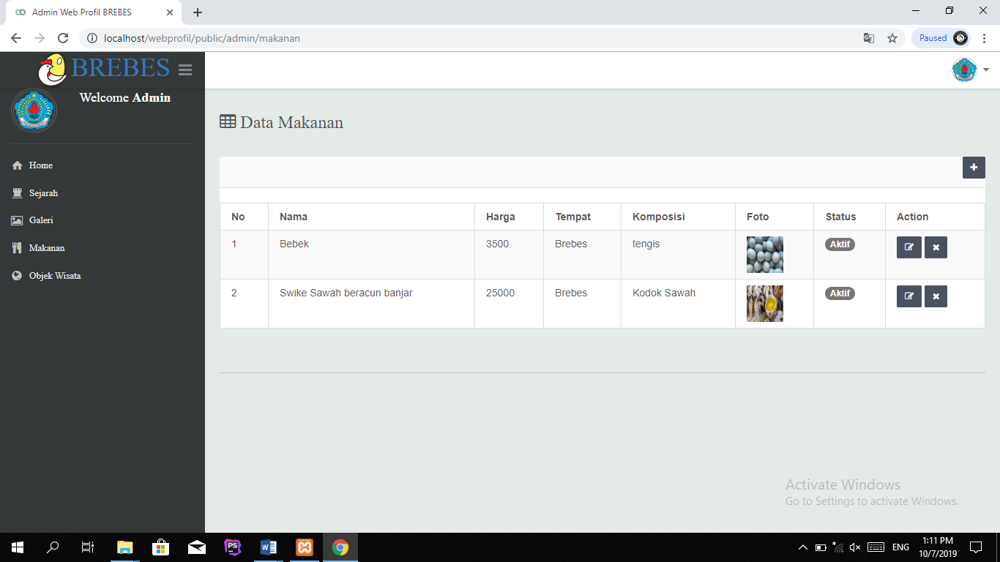 Admin Web Profil BREBES
localhost/webprofil/public/admin/makanan
Paused
BREBES
Welcome Admin
Home
Sejarah
Galeri
Makanan
Objek Wisata
Data Makanan
No Nama Harga Tempat Komposisi Foto Status Action
1 Bebek 3500 Brebes tengis Aktif
2 Swike Sawah beracun banjar 25000 Brebes Kodok Sawah Aktif
Activate Windows
Go to Settings to activate Windows.
PS
W
ENG
1:11 PM
10/7/2019